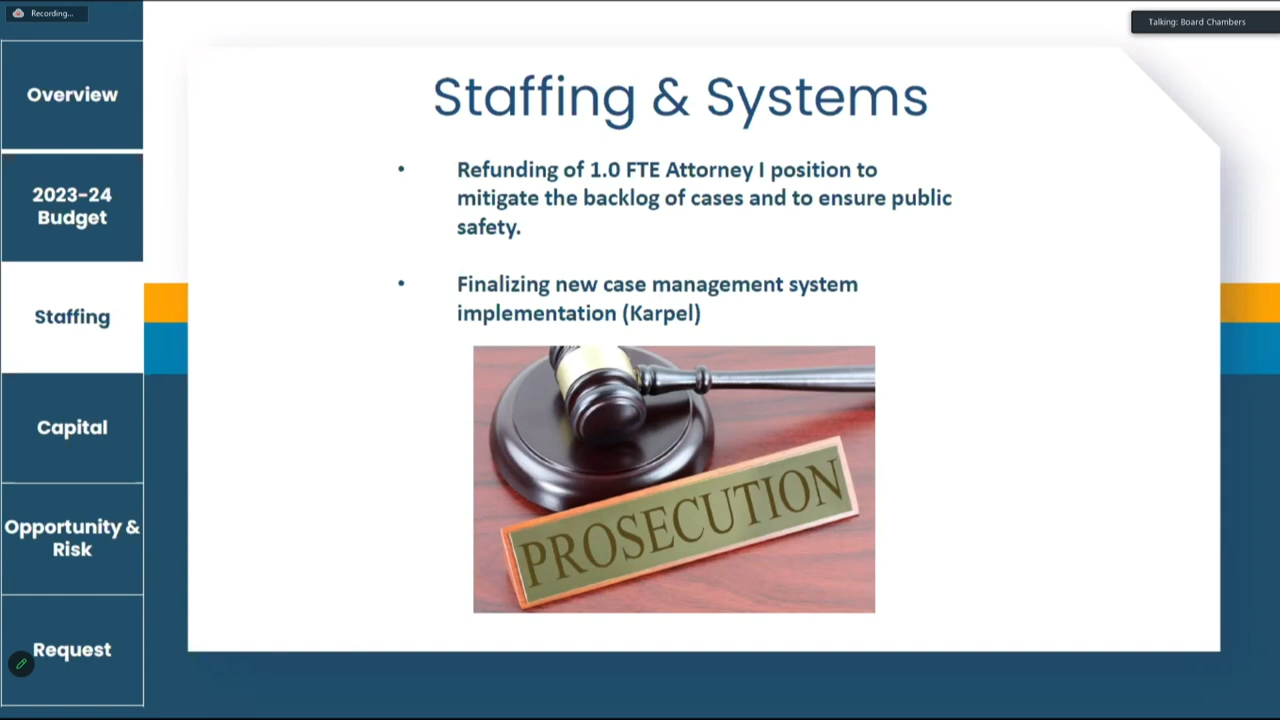 Recording...
Talking: Board Chambers
Overview
2023-24
Budget
Staffing
Capital
Opportunity &
Risk
Request
Staffing & Systems
• Refunding of 1.0 FTE Attorney I position to
mitigate the backlog of cases and to ensure public
safety.
• Finalizing new case management system
implementation (Karpel)
PROSECUTION